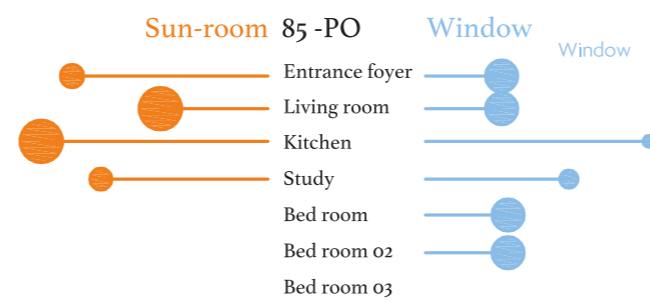 Sun-room 85 -PO Window
Window
Entrance foyer
Living room
Kitchen
Study
Bed room
Bed room 02
Bed room 03